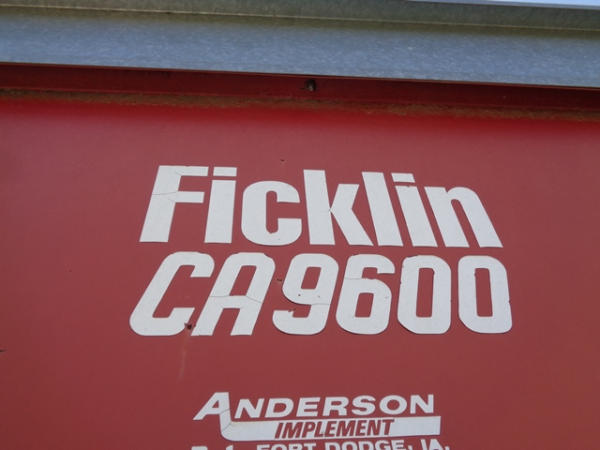 Ficklin
CA9600
ANDERSON
IMPLEMENT
FORT DODGE, IA.